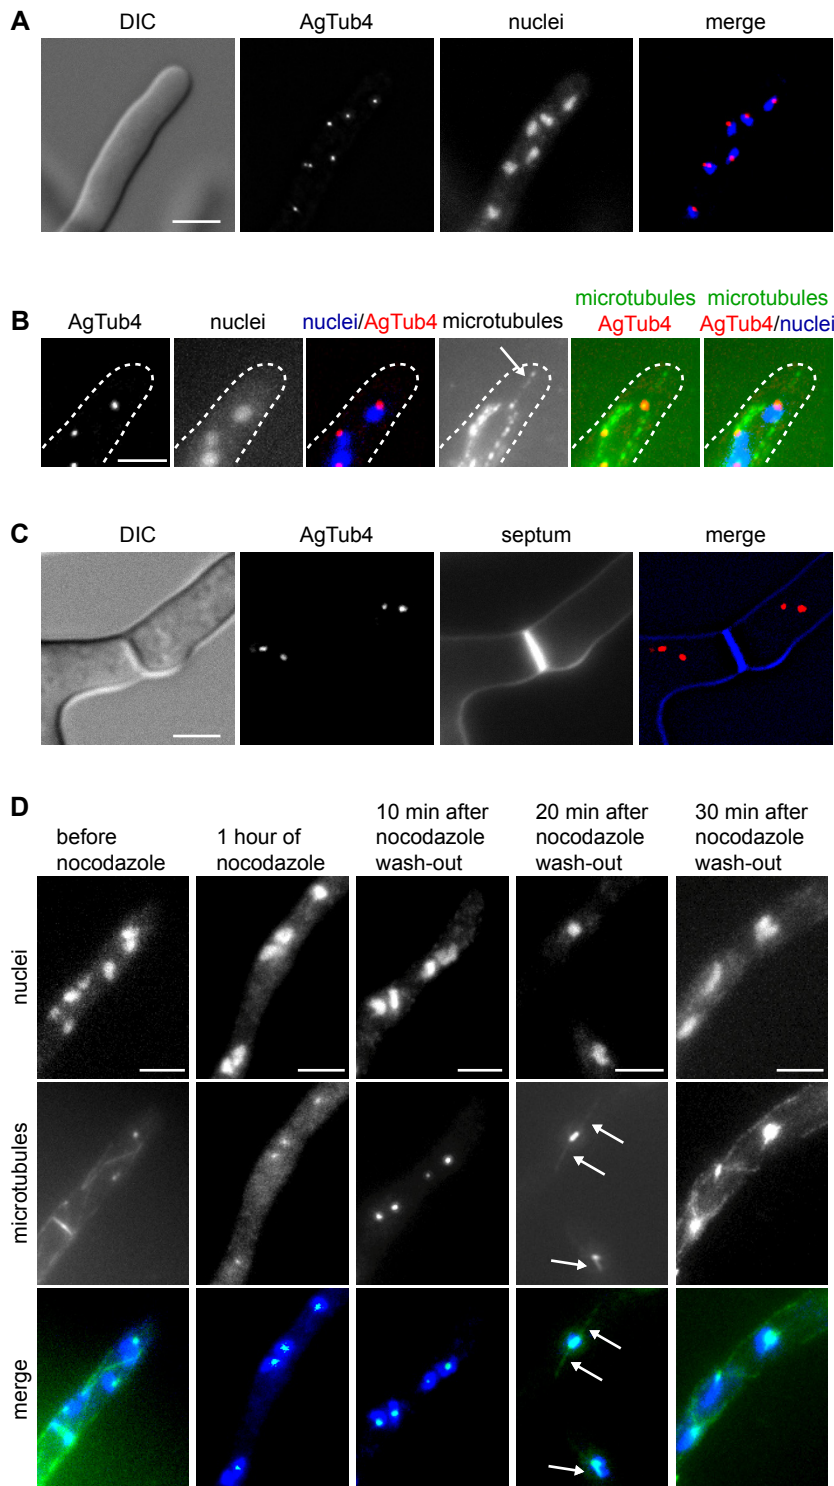 A
DIC
AgTub4
nuclei
merge
B
AgTub4
nuclei
nuclei/AgTub4
microtubules
microtubules
AgTub4
microtubules
AgTub4/nuclei
C
DIC
AgTub4
septum
merge
D
before
nocodazole
1 hour of
nocodazole
10 min after
nocodazole
wash-out
20 min after
nocodazole
wash-out
30 min after
nocodazole
wash-out
nuclei
microtubules
merge